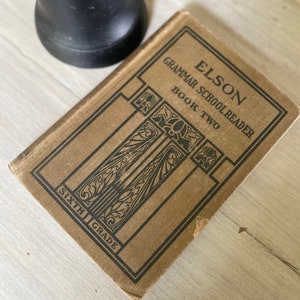 ELSON
GRAMMAR SCHOOL READER
BOOK TWO
SIXTH GRADE